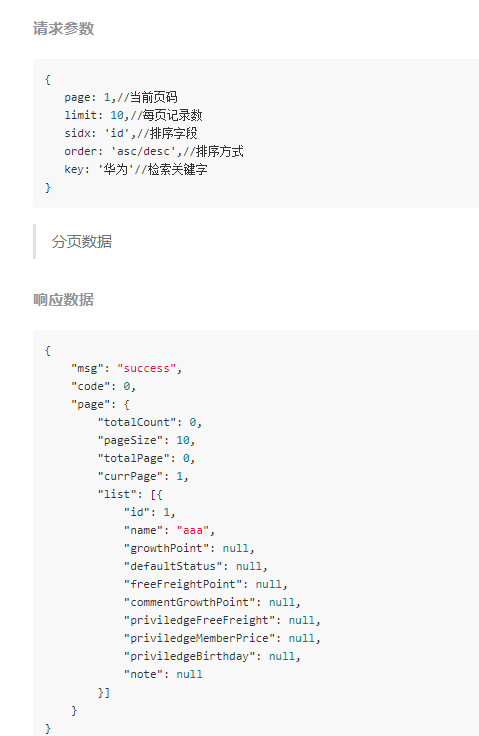 请求参数
{
   page: 1,//当前页码
   limit: 10,//每页记录数
   sidx: 'id',//排序字段
   order: 'asc/desc',//排序方式
   key: '华为'//检索关键字
}
分页数据
响应数据
{
    "msg": "success",
    "code": 0,
    "page": {
        "totalCount": 0,
        "pageSize": 10,
        "totalPage": 0,
        "currPage": 1,
        "list": [{
            "id": 1,
            "name": "aaa",
            "growthPoint": null,
            "defaultStatus": null,
            "freeFreightPoint": null,
            "commentGrowthPoint": null,
            "priviledgeFreeFreight": null,
            "priviledgeMemberPrice": null,
            "priviledgeBirthday": null,
            "note": null
        }]
    }
}